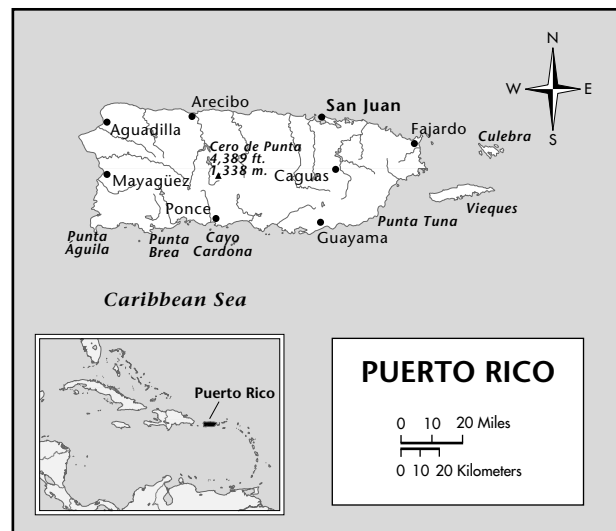 N
W E
S
Arecibo
San Juan
Aguadilla
Fajardo
Culebra
Cero de Punta
4,389 ft.
1,338 m.
Mayagüez
Caguas
Vieques
Ponce
Punta Tuna
Guayama
Punta
Águila
Punta
Brea
Cayo
Cardona
Caribbean Sea
Puerto Rico
PUERTO RICO
0 10 20 Miles
0 10 20 Kilometers